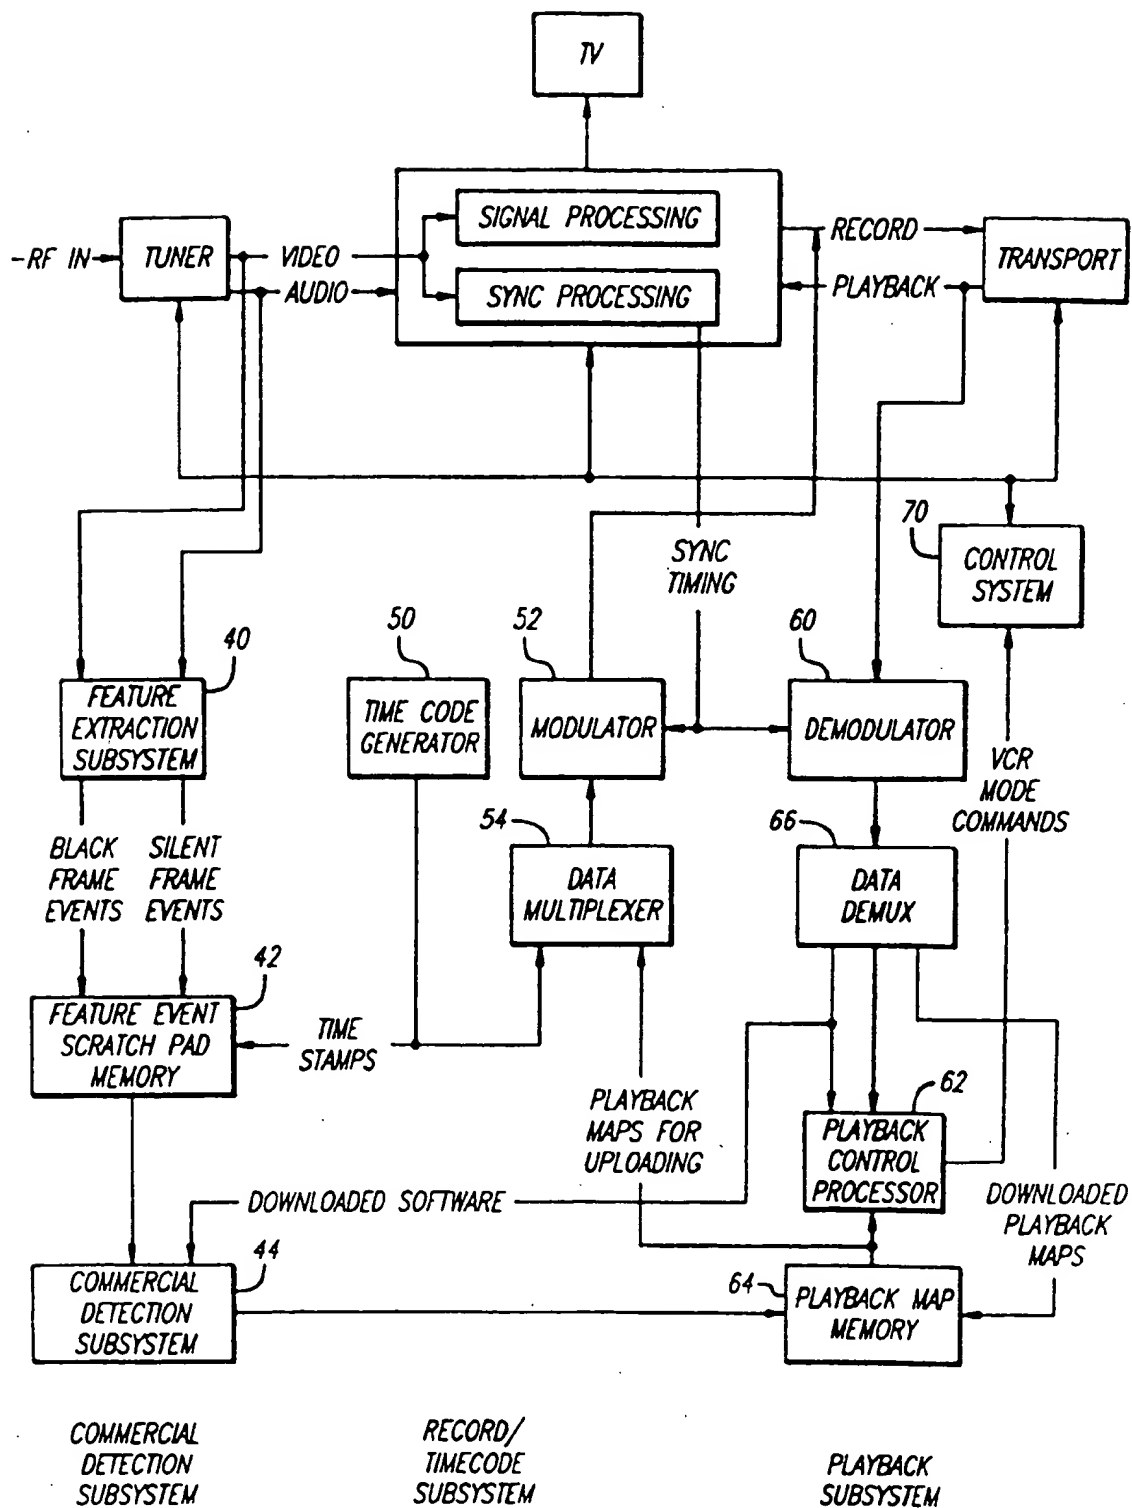 TV
SIGNAL PROCESSING
-RF IN
TUNER
VIDEO
AUDIO
SYNC PROCESSING
RECORD
PLAYBACK
TRANSPORT
70
CONTROL
SYSTEM
SYNC
TIMING
40
50
52
60
FEATURE
EXTRACTION
SUBSYSTEM
TIME CODE
GENERATOR
MODULATOR
DEMODULATOR
VCR
MODE
COMMANDS
BLACK
FRAME
EVENTS
SILENT
FRAME
EVENTS
54
DATA
MULTIPLEXER
66
DATA
DEMUX
42
FEATURE EVENT
SCRATCH PAD
MEMORY
TIME
STAMPS
PLAYBACK
MAPS FOR
UPLOADING
62
PLAYBACK
CONTROL
PROCESSOR
DOWNLOADED SOFTWARE
DOWNLOADED
PLAYBACK
MAPS
44
COMMERCIAL
DETECTION
SUBSYSTEM
64
PLAYBACK MAP
MEMORY
COMMERCIAL
DETECTION
SUBSYSTEM
RECORD/
TIMECODE
SUBSYSTEM
PLAYBACK
SUBSYSTEM